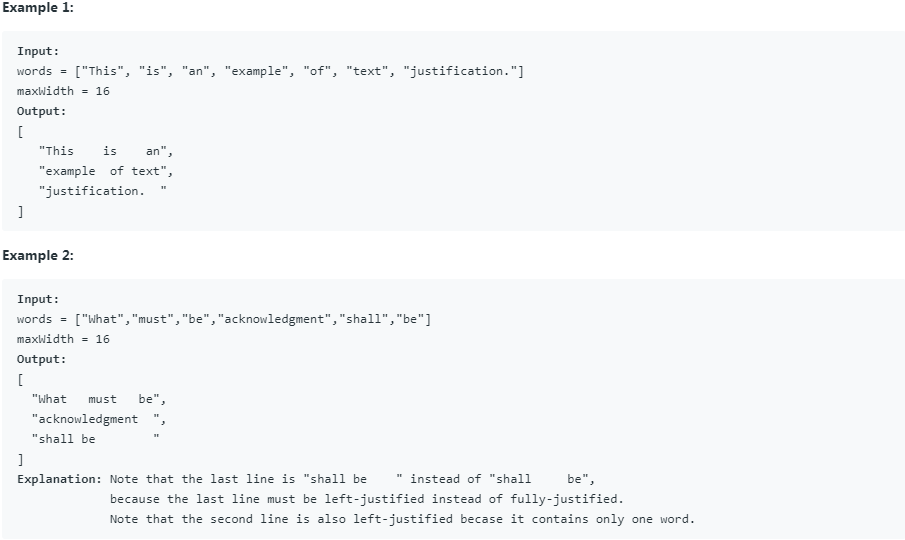 Example 1:
Input:
words = ["This", "is", "an", "example", "of", "text", "justification."]
maxWidth = 16
Output:
[
   "This    is    an",
   "example  of text",
   "justification.  "
]
Example 2:
Input:
words = ["What","must","be","acknowledgment","shall","be"]
maxWidth = 16
Output:
[
  "What   must   be",
  "acknowledgment  ",
  "shall be        "
]
Explanation: Note that the last line is "shall be    " instead of "shall     be",
             because the last line must be left-justified instead of fully-justified.
             Note that the second line is also left-justified becase it contains only one word.